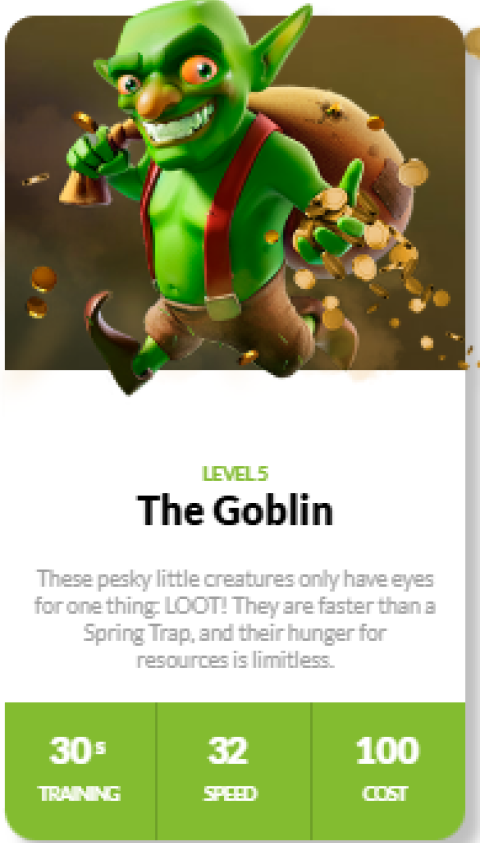 LEVEL 5
The Goblin
These pesky little creatures only have eyes
for one thing: LOOT! They are faster than a
Spring Trap, and their hunger for
resources is limitless.
30 S 32 100
TRAINING SPEED COST